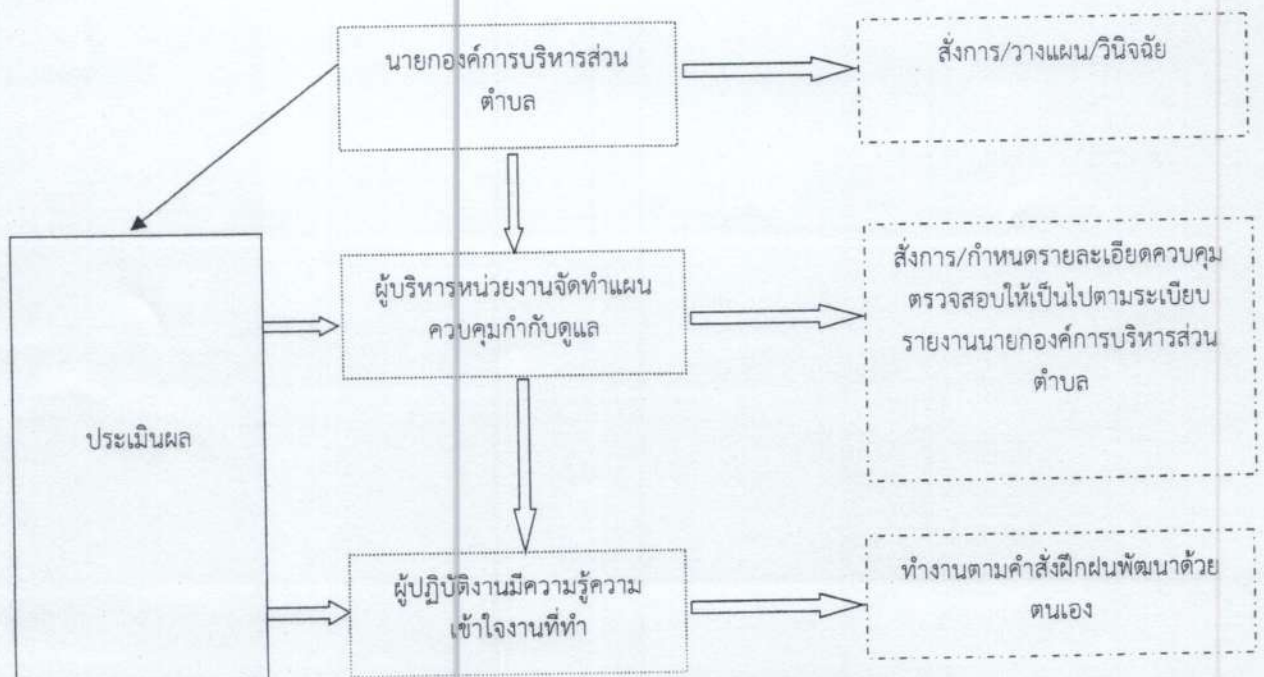 นายกองค์การบริหารส่วน
ตำบล
สั่งการ/วางแผน/วินิจฉัย
ผู้บริหารหน่วยงานจัดทำแผน
ควบคุมกำกับดูแล
สั่งการ/กำหนดรายละเอียดควบคุม
ตรวจสอบให้เป็นไปตามระเบียบ
รายงานนายกองค์การบริหารส่วน
ตำบล
ประเมินผล
ผู้ปฏิบัติงานมีความรู้ความ
เข้าใจงานที่ทำ
ทำงานตามคำสั่งฝึกฝนพัฒนาด้วย
ตนเอง